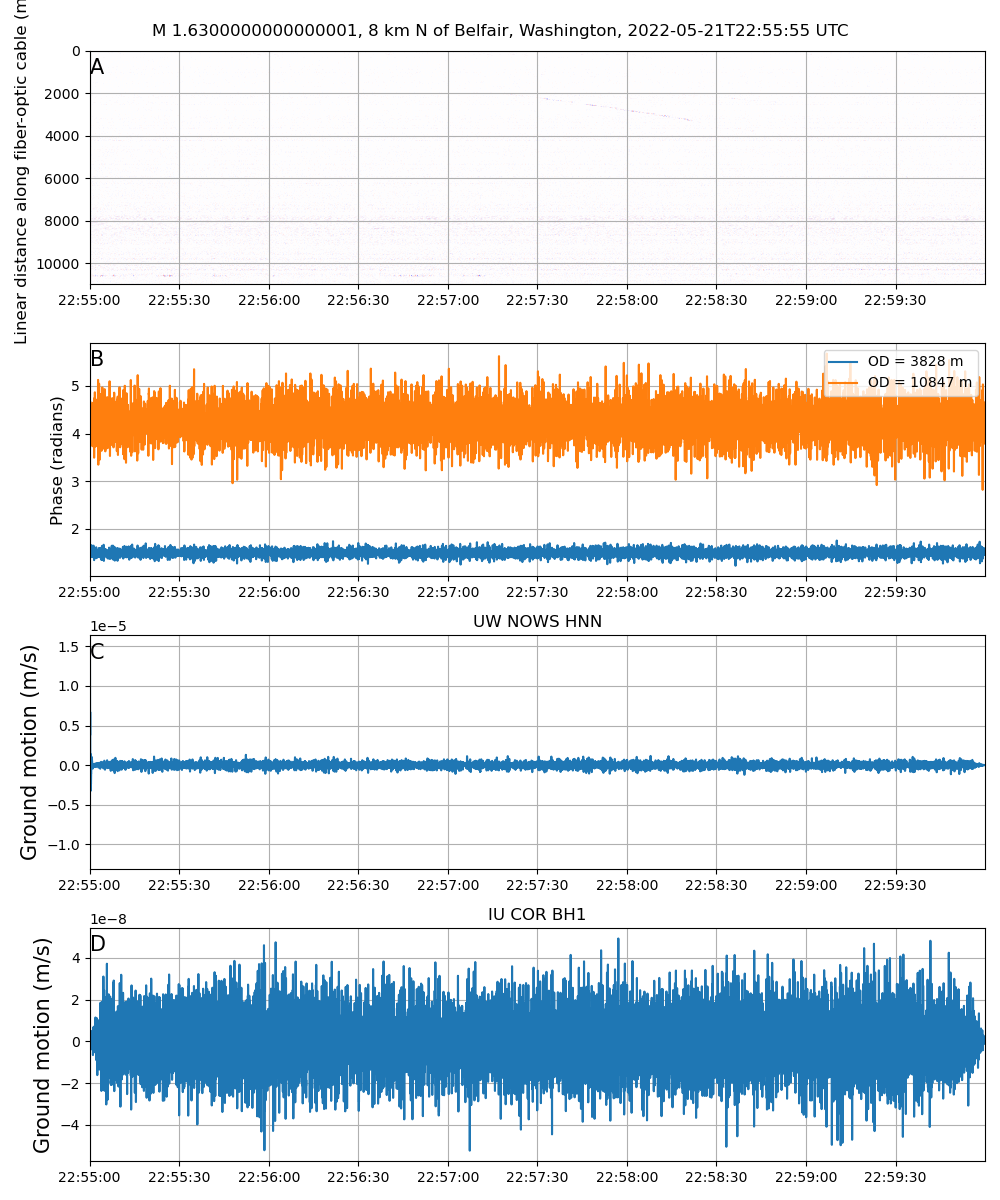 M 1.6300000000000001, 8 km N of Belfair, Washington, 2022-05-21T22:55:55 UTC
A
Linear distance along fiber-optic cable (m
0
2000
4000
6000
8000
10000
22:55:00 22:55:30 22:56:00 22:56:30 22:57:00 22:57:30 22:58:00 22:58:30 22:59:00 22:59:30
B
Phase (radians)
5
4
3
2
OD = 3828 m
OD = 10847 m
22:55:00 22:55:30 22:56:00 22:56:30 22:57:00 22:57:30 22:58:00 22:58:30 22:59:00 22:59:30
UW NOWS HNN
1e−5
C
Ground motion (m/s)
1.5
1.0
0.5
0.0
−0.5
−1.0
22:55:00 22:55:30 22:56:00 22:56:30 22:57:00 22:57:30 22:58:00 22:58:30 22:59:00 22:59:30
IU COR BH1
1e−8
D
Ground motion (m/s)
4
2
0
−2
−4
22:55:00 22:55:30 22:56:00 22:56:30 22:57:00 22:57:30 22:58:00 22:58:30 22:59:00 22:59:30